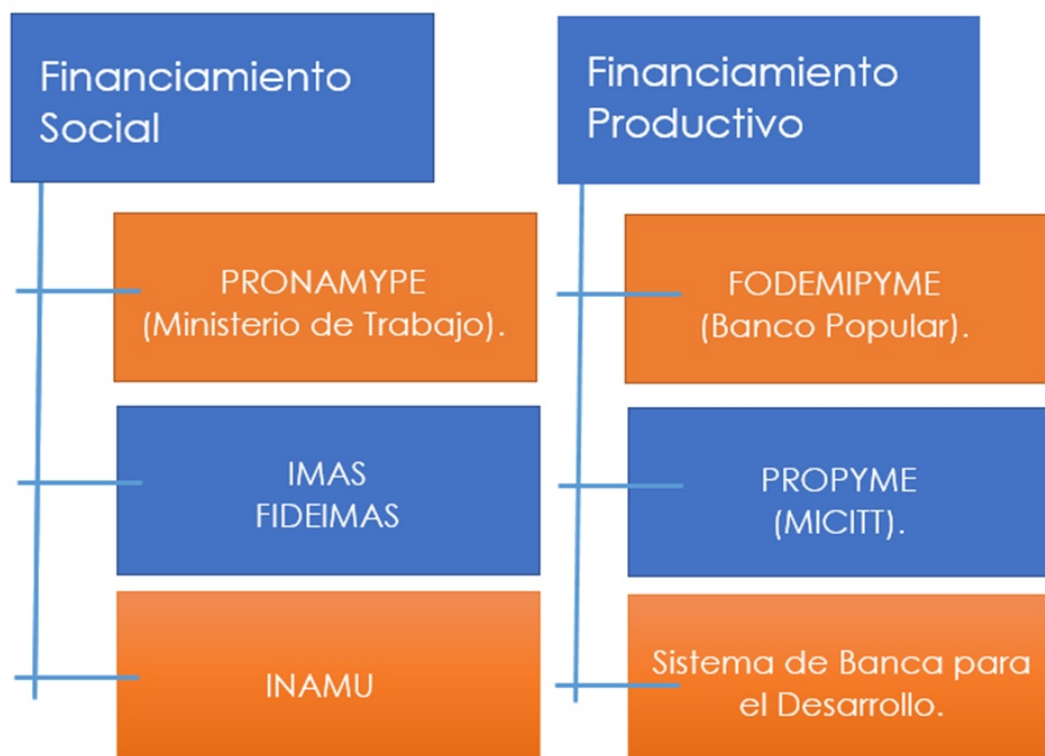 Financiamiento
Social
PRONAMYPE
(Ministerio de Trabajo).
IMAS
FIDEIMAS
INAMU
Financiamiento
Productivo
FODEMIPYME
(Banco Popular).
PROPYME
(MICITT).
Sistema de Banca para
el Desarrollo.